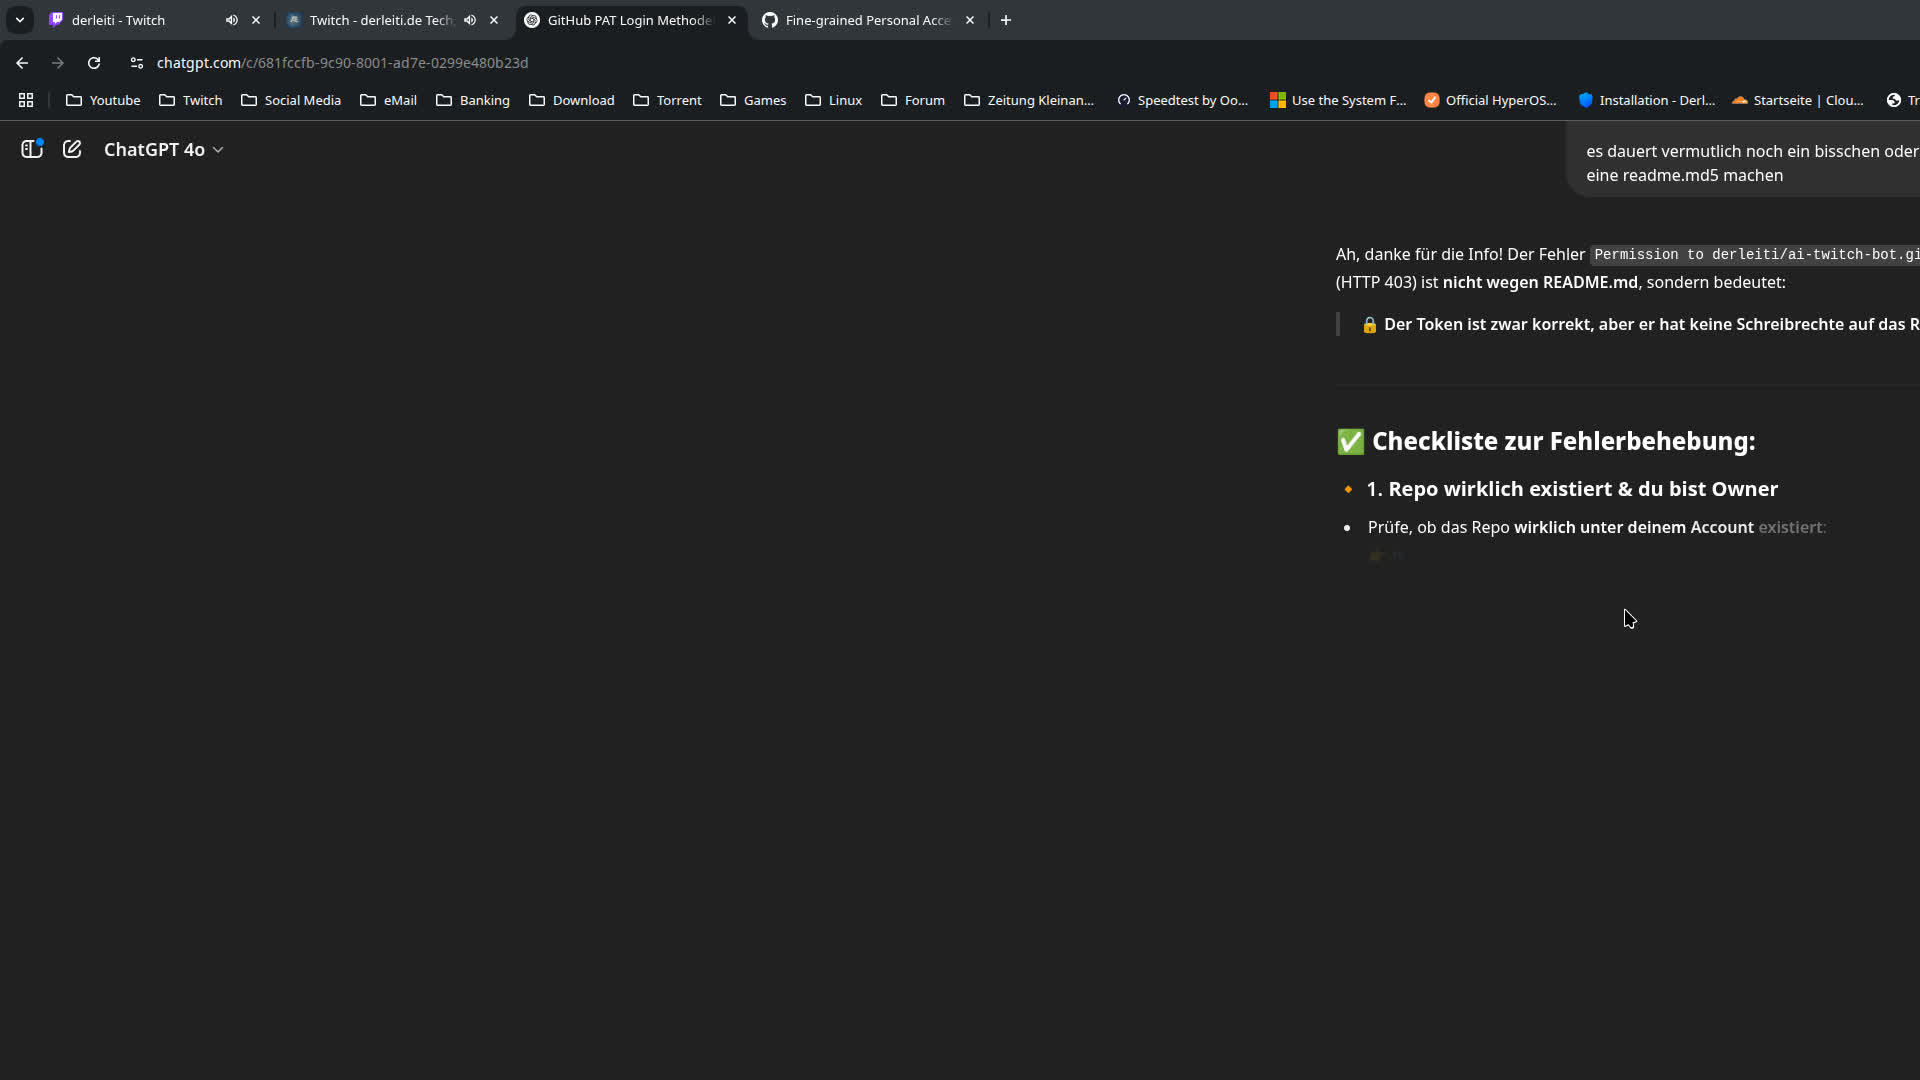 derleiti - Twitch
Twitch - derleiti.de Tech
GitHub PAT Login Methode
Fine-grained Personal Acce
chatgpt.com/c/681fccfb-9c90-8001-ad7e-0299e480b23d
Youtube
Twitch
Social Media
eMail
Banking
Download
Torrent
Games
Linux
Forum
Zeitung Kleinan...
Speedtest by Oo...
Use the System F...
Official HyperOS...
Installation - Derl...
Startseite | Clou...
Tr
ChatGPT 4o
es dauert vermutlich noch ein bisschen oder
eine readme.md5 machen
Ah, danke für die Info! Der Fehler Permission to derleiti/ai-twitch-bot.gi
(HTTP 403) ist nicht wegen README.md, sondern bedeutet:
🔒 Der Token ist zwar korrekt, aber er hat keine Schreibrechte auf das R
✅ Checkliste zur Fehlerbehebung:
🔸 1. Repo wirklich existiert & du bist Owner
• Prüfe, ob das Repo wirklich unter deinem Account existiert: